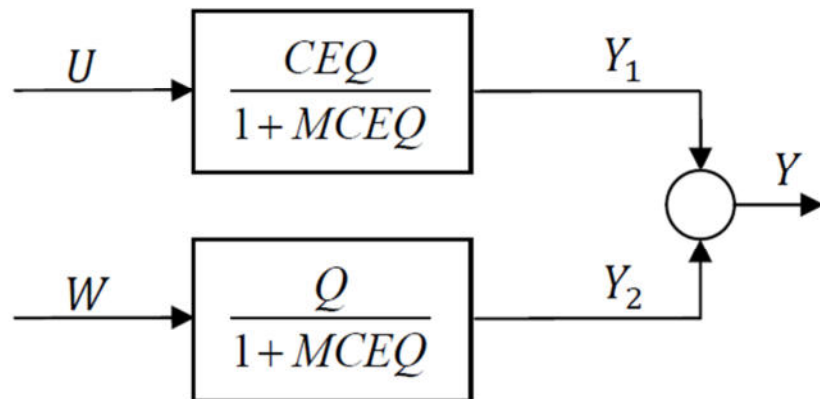 U
CEQ
1 + MCEQ
Y₁
Y
W
Q
1 + MCEQ
Y₂